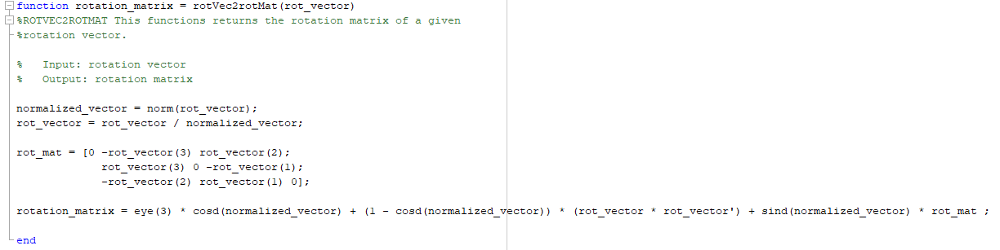 function rotation_matrix = rotVec2rotMat(rot_vector)
%ROTVEC2ROTMAT This functions returns the rotation matrix of a given
%rotation vector.
%   Input: rotation vector
%   Output: rotation matrix
normalized_vector = norm(rot_vector);
rot_vector = rot_vector / normalized_vector;
rot_mat = [0 -rot_vector(3) rot_vector(2);
rot_vector(3) 0 -rot_vector(1);
-rot_vector(2) rot_vector(1) 0];
rotation_matrix = eye(3) * cosd(normalized_vector) + (1 - cosd(normalized_vector)) * (rot_vector * rot_vector') + sind(normalized_vector) * rot_mat ;
end